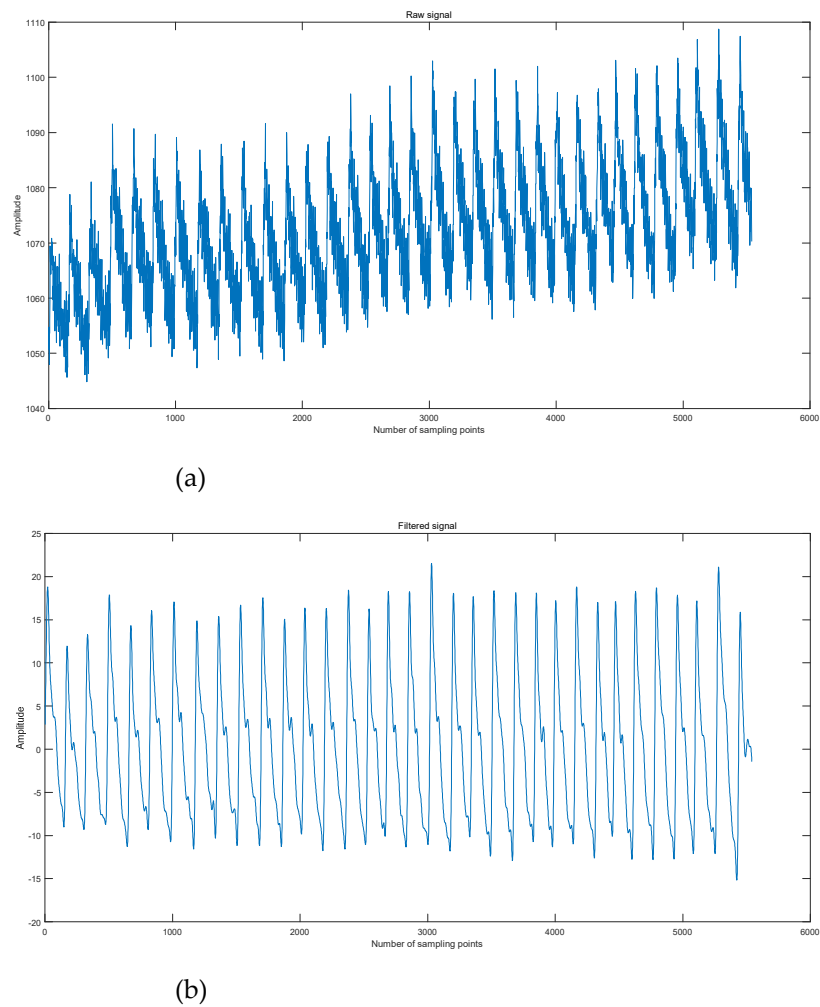 Raw signal
1110
1100
1090
1080
1070
1060
1050
1040
Amplitude
0 1000 2000 3000 4000 5000 6000
Number of sampling points
(a)
Filtered signal
25
20
15
10
5
0
-5
-10
-15
-20
Amplitude
0 1000 2000 3000 4000 5000 6000
Number of sampling points
(b)